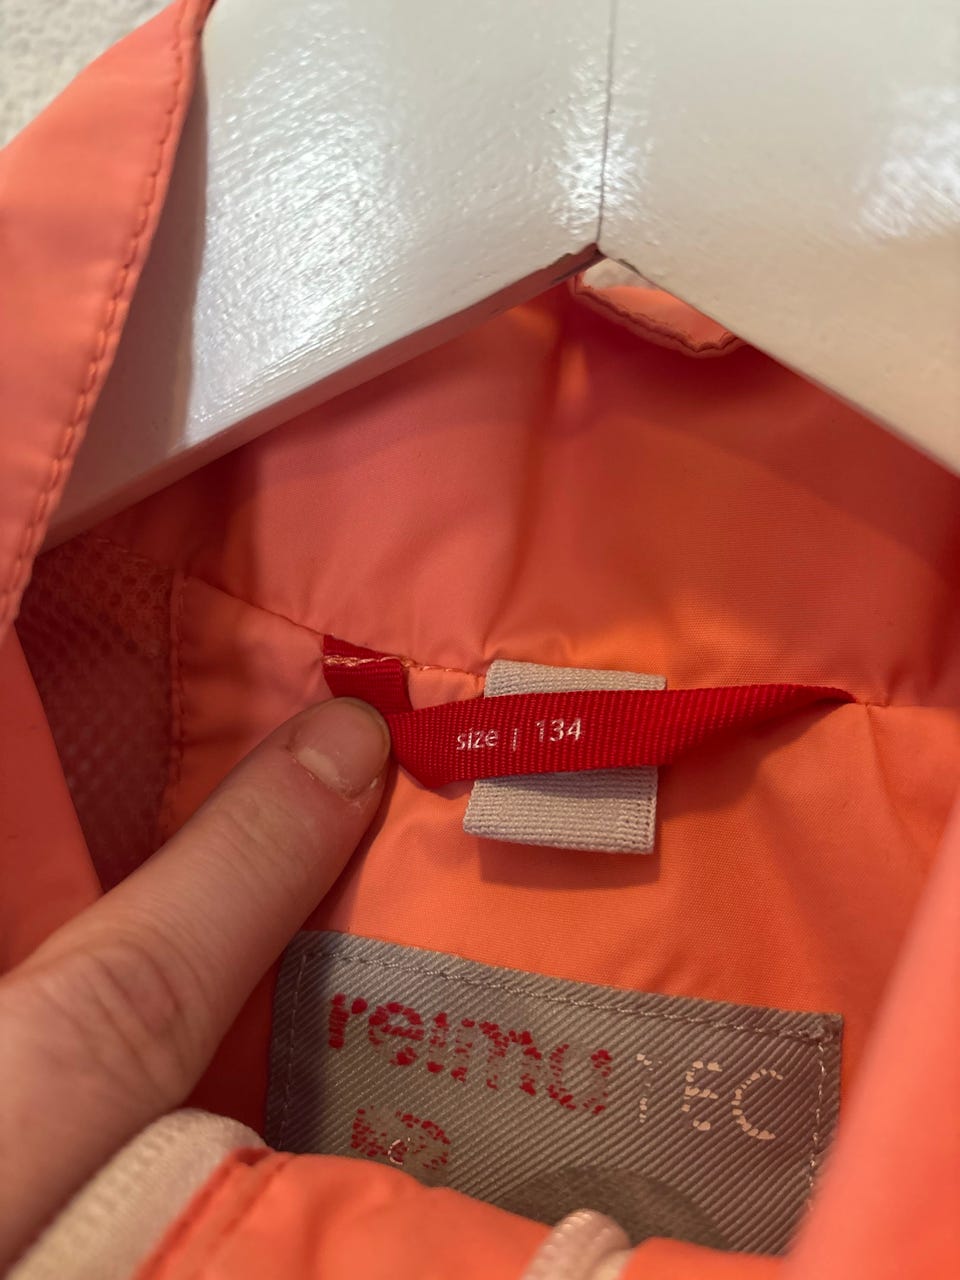 size | 134
reima TEC